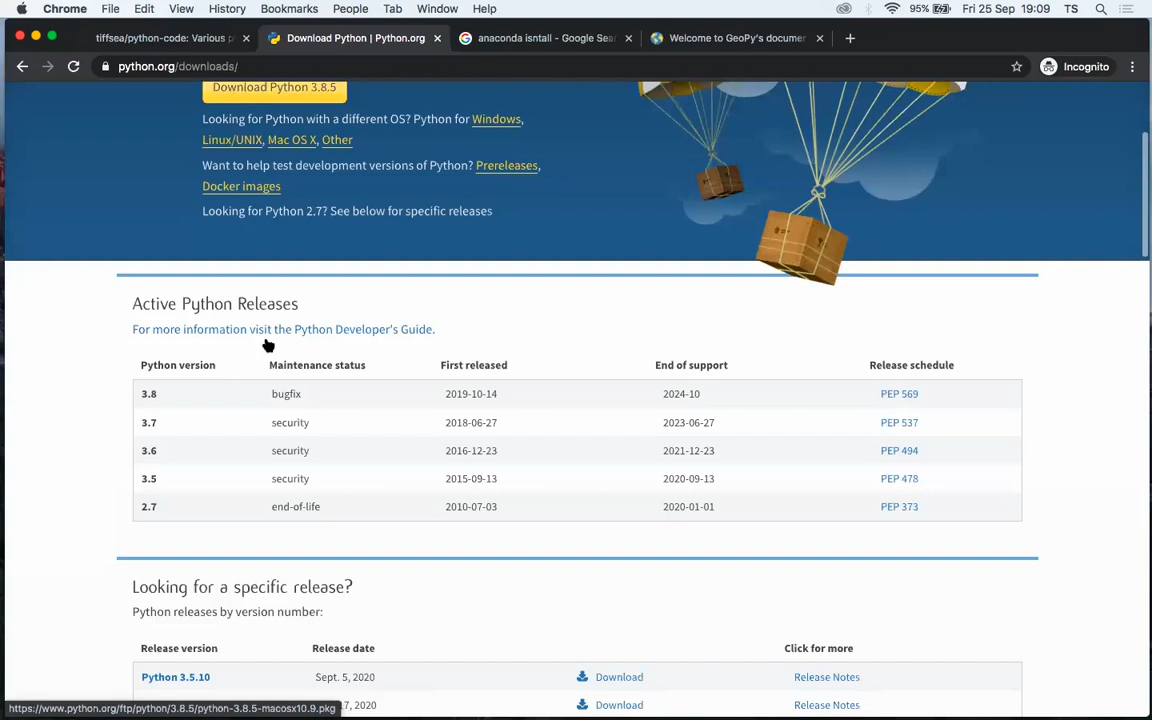 Chrome File Edit View History Bookmarks People Tab Window Help 95% Fri 25 Sep 19:09 TS
tiffsea/python-code: Various p Download Python | Python.org anaconda isntall - Google Sea Welcome to GeoPy's documen
python.org/downloads/ Incognito
Download Python 3.8.5
Looking for Python with a different OS? Python for Windows,
Linux/UNIX, Mac OS X, Other
Want to help test development versions of Python? Prereleases,
Docker images
Looking for Python 2.7? See below for specific releases
Active Python Releases
For more information visit the Python Developer's Guide.
Python version Maintenance status First released End of support Release schedule
3.8 bugfix 2019-10-14 2024-10 PEP 569
3.7 security 2018-06-27 2023-06-27 PEP 537
3.6 security 2016-12-23 2021-12-23 PEP 494
3.5 security 2015-09-13 2020-09-13 PEP 478
2.7 end-of-life 2010-07-03 2020-01-01 PEP 373
Looking for a specific release?
Python releases by version number:
Release version Release date Click for more
Python 3.5.10 Sept. 5, 2020 Download Release Notes
17, 2020 Download Release Notes
https://www.python.org/ftp/python/3.8.5/python-3.8.5-macosx10.9.pkg